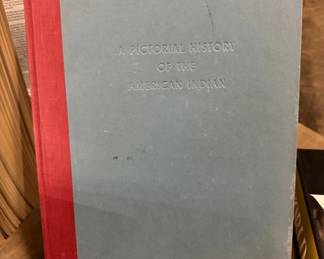 A PICTORIAL HISTORY
OF THE
AMERICAN INDIAN